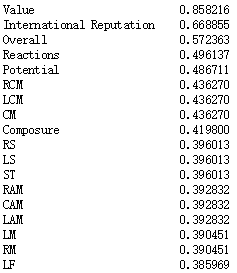 Value 0.858216
International Reputation 0.668855
Overall 0.572363
Reactions 0.496137
Potential 0.486711
RCM 0.436270
LCM 0.436270
CM 0.436270
Composure 0.419800
RS 0.396013
LS 0.396013
ST 0.396013
RAM 0.392832
CAM 0.392832
LAM 0.392832
LM 0.390451
RM 0.390451
LF 0.385969